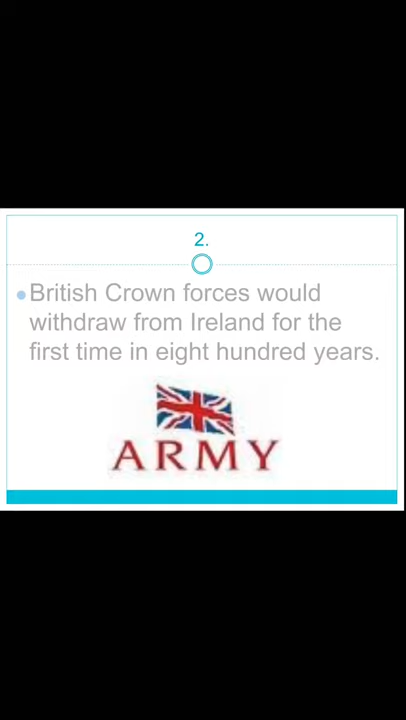 2.
British Crown forces would
withdraw from Ireland for the
first time in eight hundred years.
ARMY